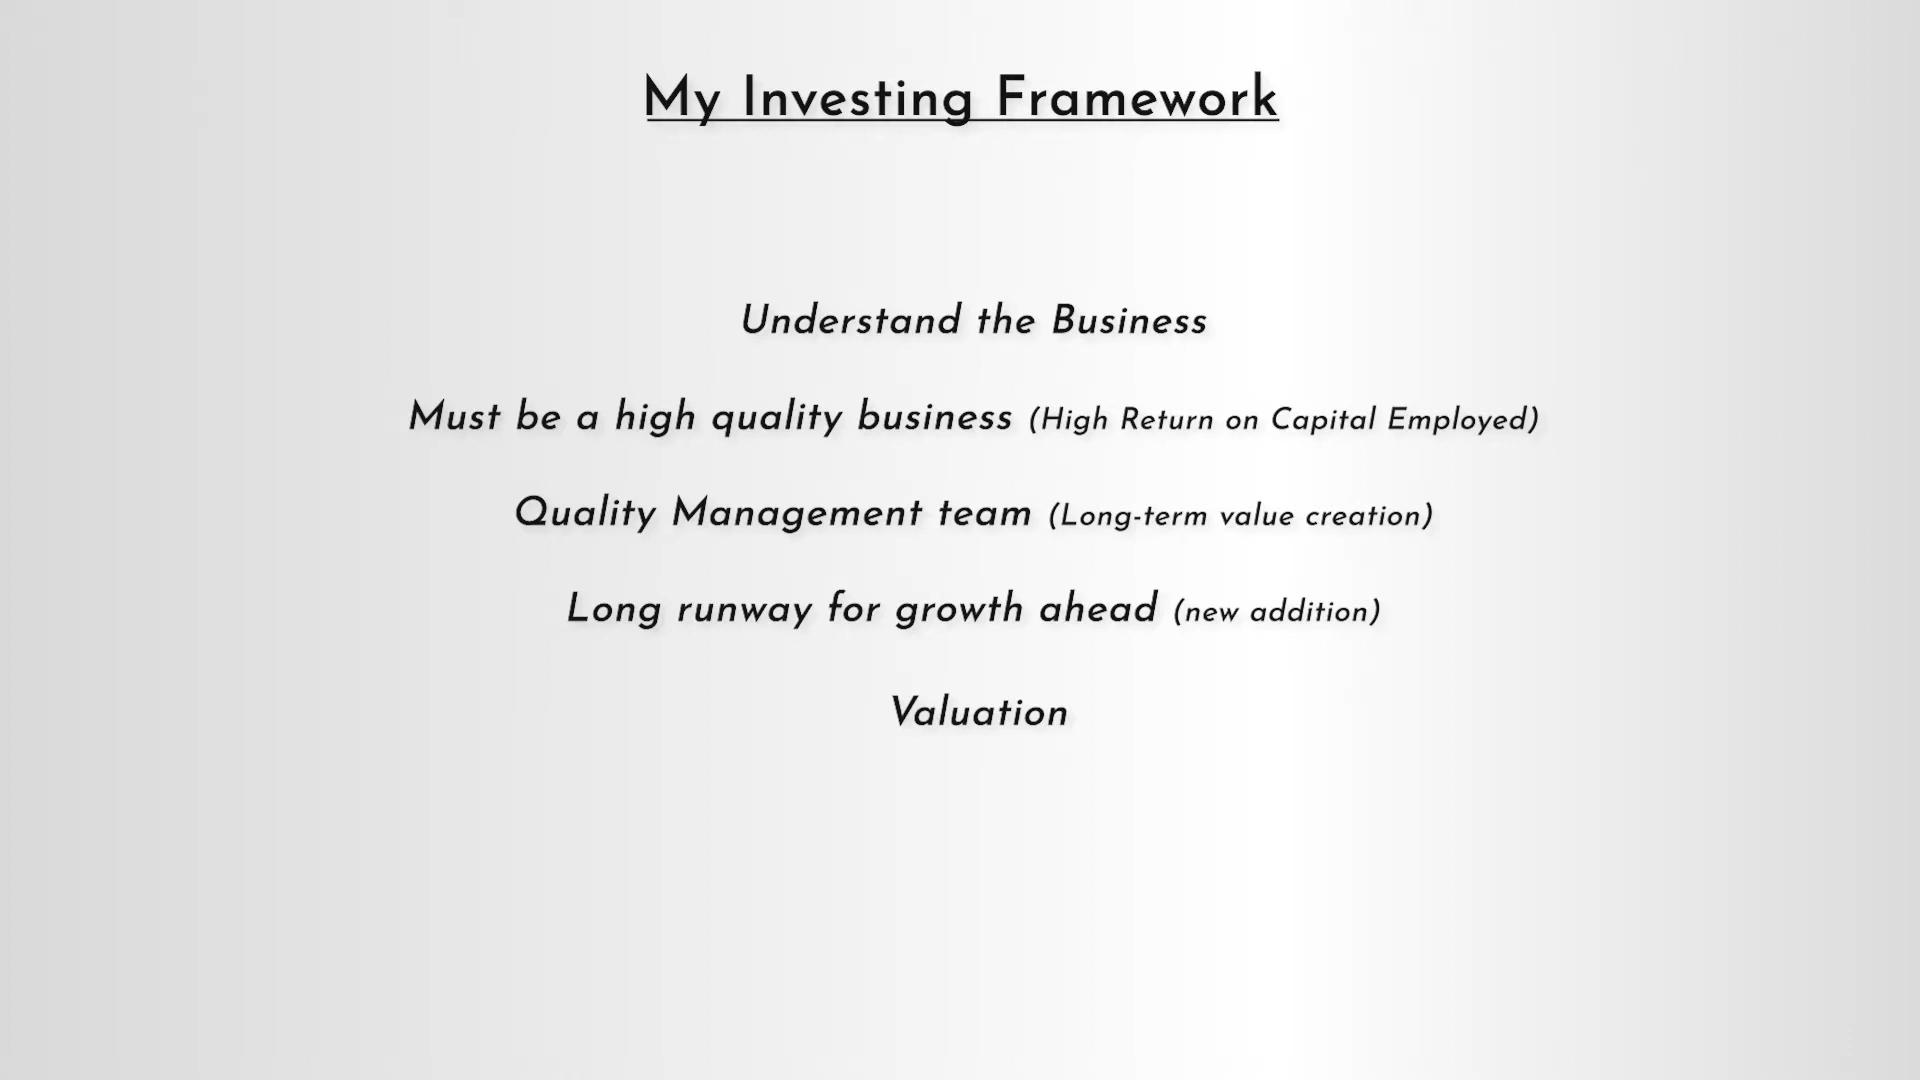 My Investing Framework
Understand the Business
Must be a high quality business (High Return on Capital Employed)
Quality Management team (Long-term value creation)
Long runway for growth ahead (new addition)
Valuation